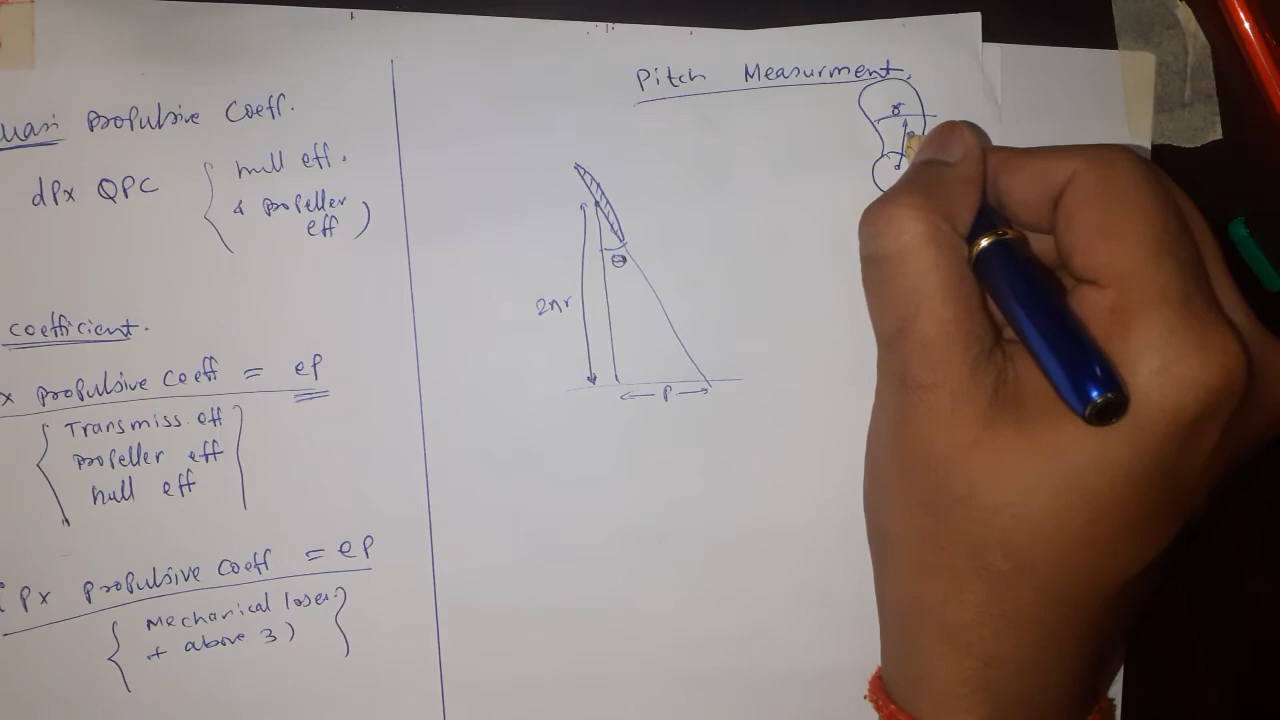 uasi Propulsive Coeff.
dPx QPC { hull eff.
& propeller
eff )
coefficient.
x propulsive coeff = eP
{ Transmiss. eff
propeller eff
hull eff }
Px propulsive coeff = eP
{ Mechanical loses
+ above 3) }
Pitch Measurment.
r
R
θ
2πr
P